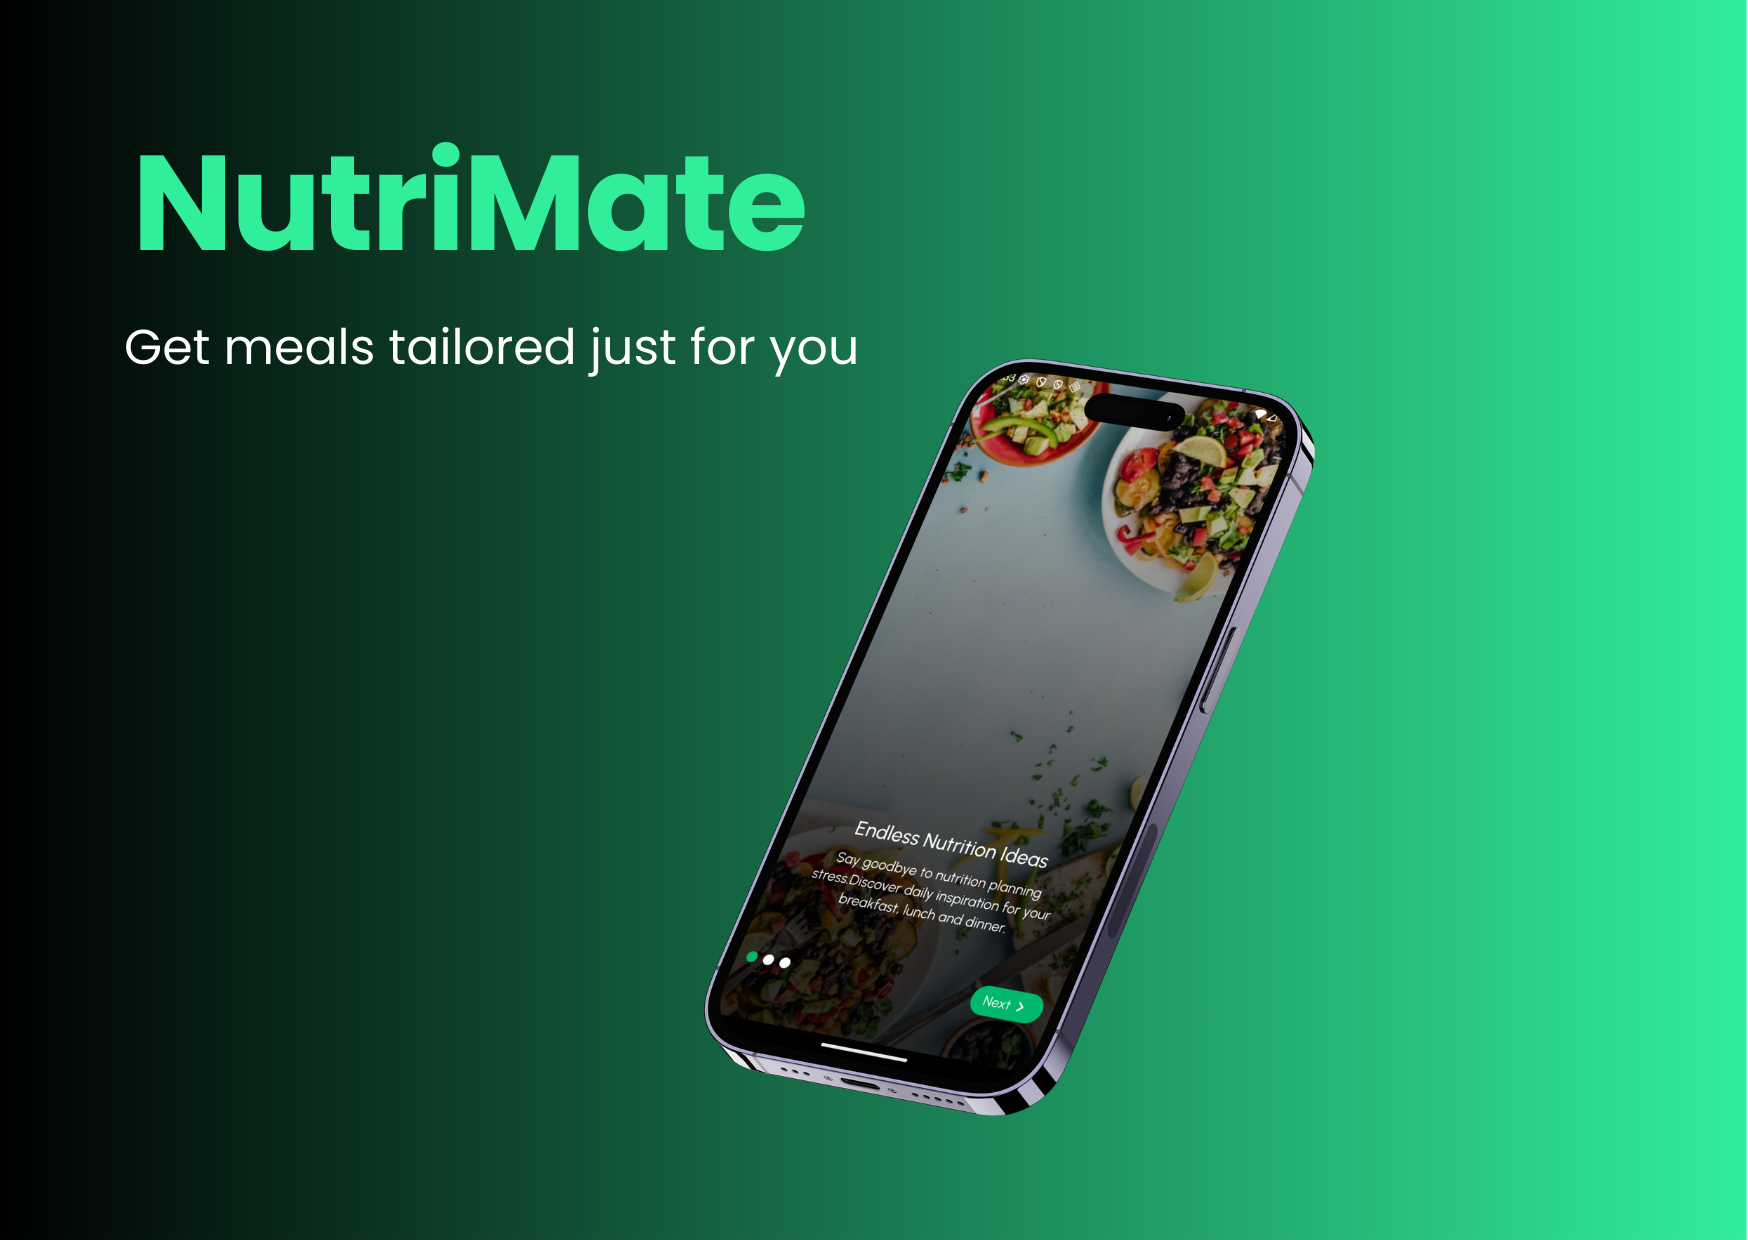 NutriMate
Get meals tailored just for you
Endless Nutrition Ideas
Say goodbye to nutrition planning
stress.Discover daily inspiration for your
breakfast, lunch and dinner.
Next